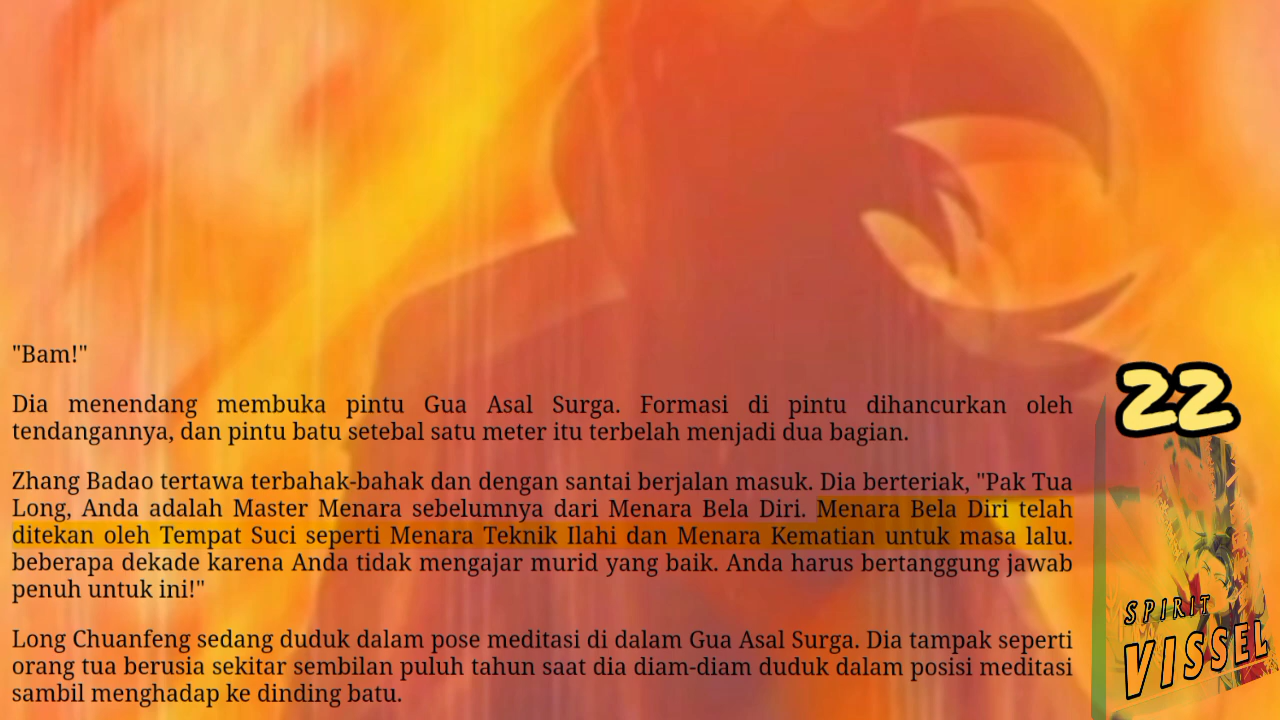 "Bam!"
Dia menendang membuka pintu Gua Asal Surga. Formasi di pintu dihancurkan oleh
tendangannya, dan pintu batu setebal satu meter itu terbelah menjadi dua bagian.
Zhang Badao tertawa terbahak-bahak dan dengan santai berjalan masuk. Dia berteriak, "Pak Tua
Long, Anda adalah Master Menara sebelumnya dari Menara Bela Diri. Menara Bela Diri telah
ditekan oleh Tempat Suci seperti Menara Teknik Ilahi dan Menara Kematian untuk masa lalu.
beberapa dekade karena Anda tidak mengajar murid yang baik. Anda harus bertanggung jawab
penuh untuk ini!"
Long Chuanfeng sedang duduk dalam pose meditasi di dalam Gua Asal Surga. Dia tampak seperti
orang tua berusia sekitar sembilan puluh tahun saat dia diam-diam duduk dalam posisi meditasi
sambil menghadap ke dinding batu.
22
SPIRIT
VISSEL